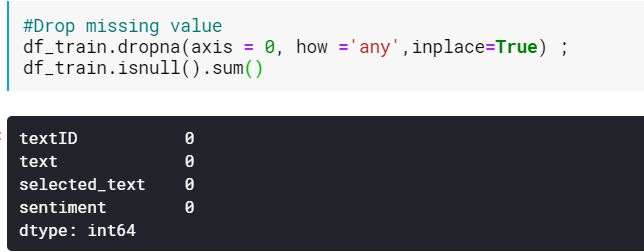 #Drop missing value
df_train.dropna(axis = 0, how ='any',inplace=True) ;
df_train.isnull().sum()
textID 0
text 0
selected_text 0
sentiment 0
dtype: int64